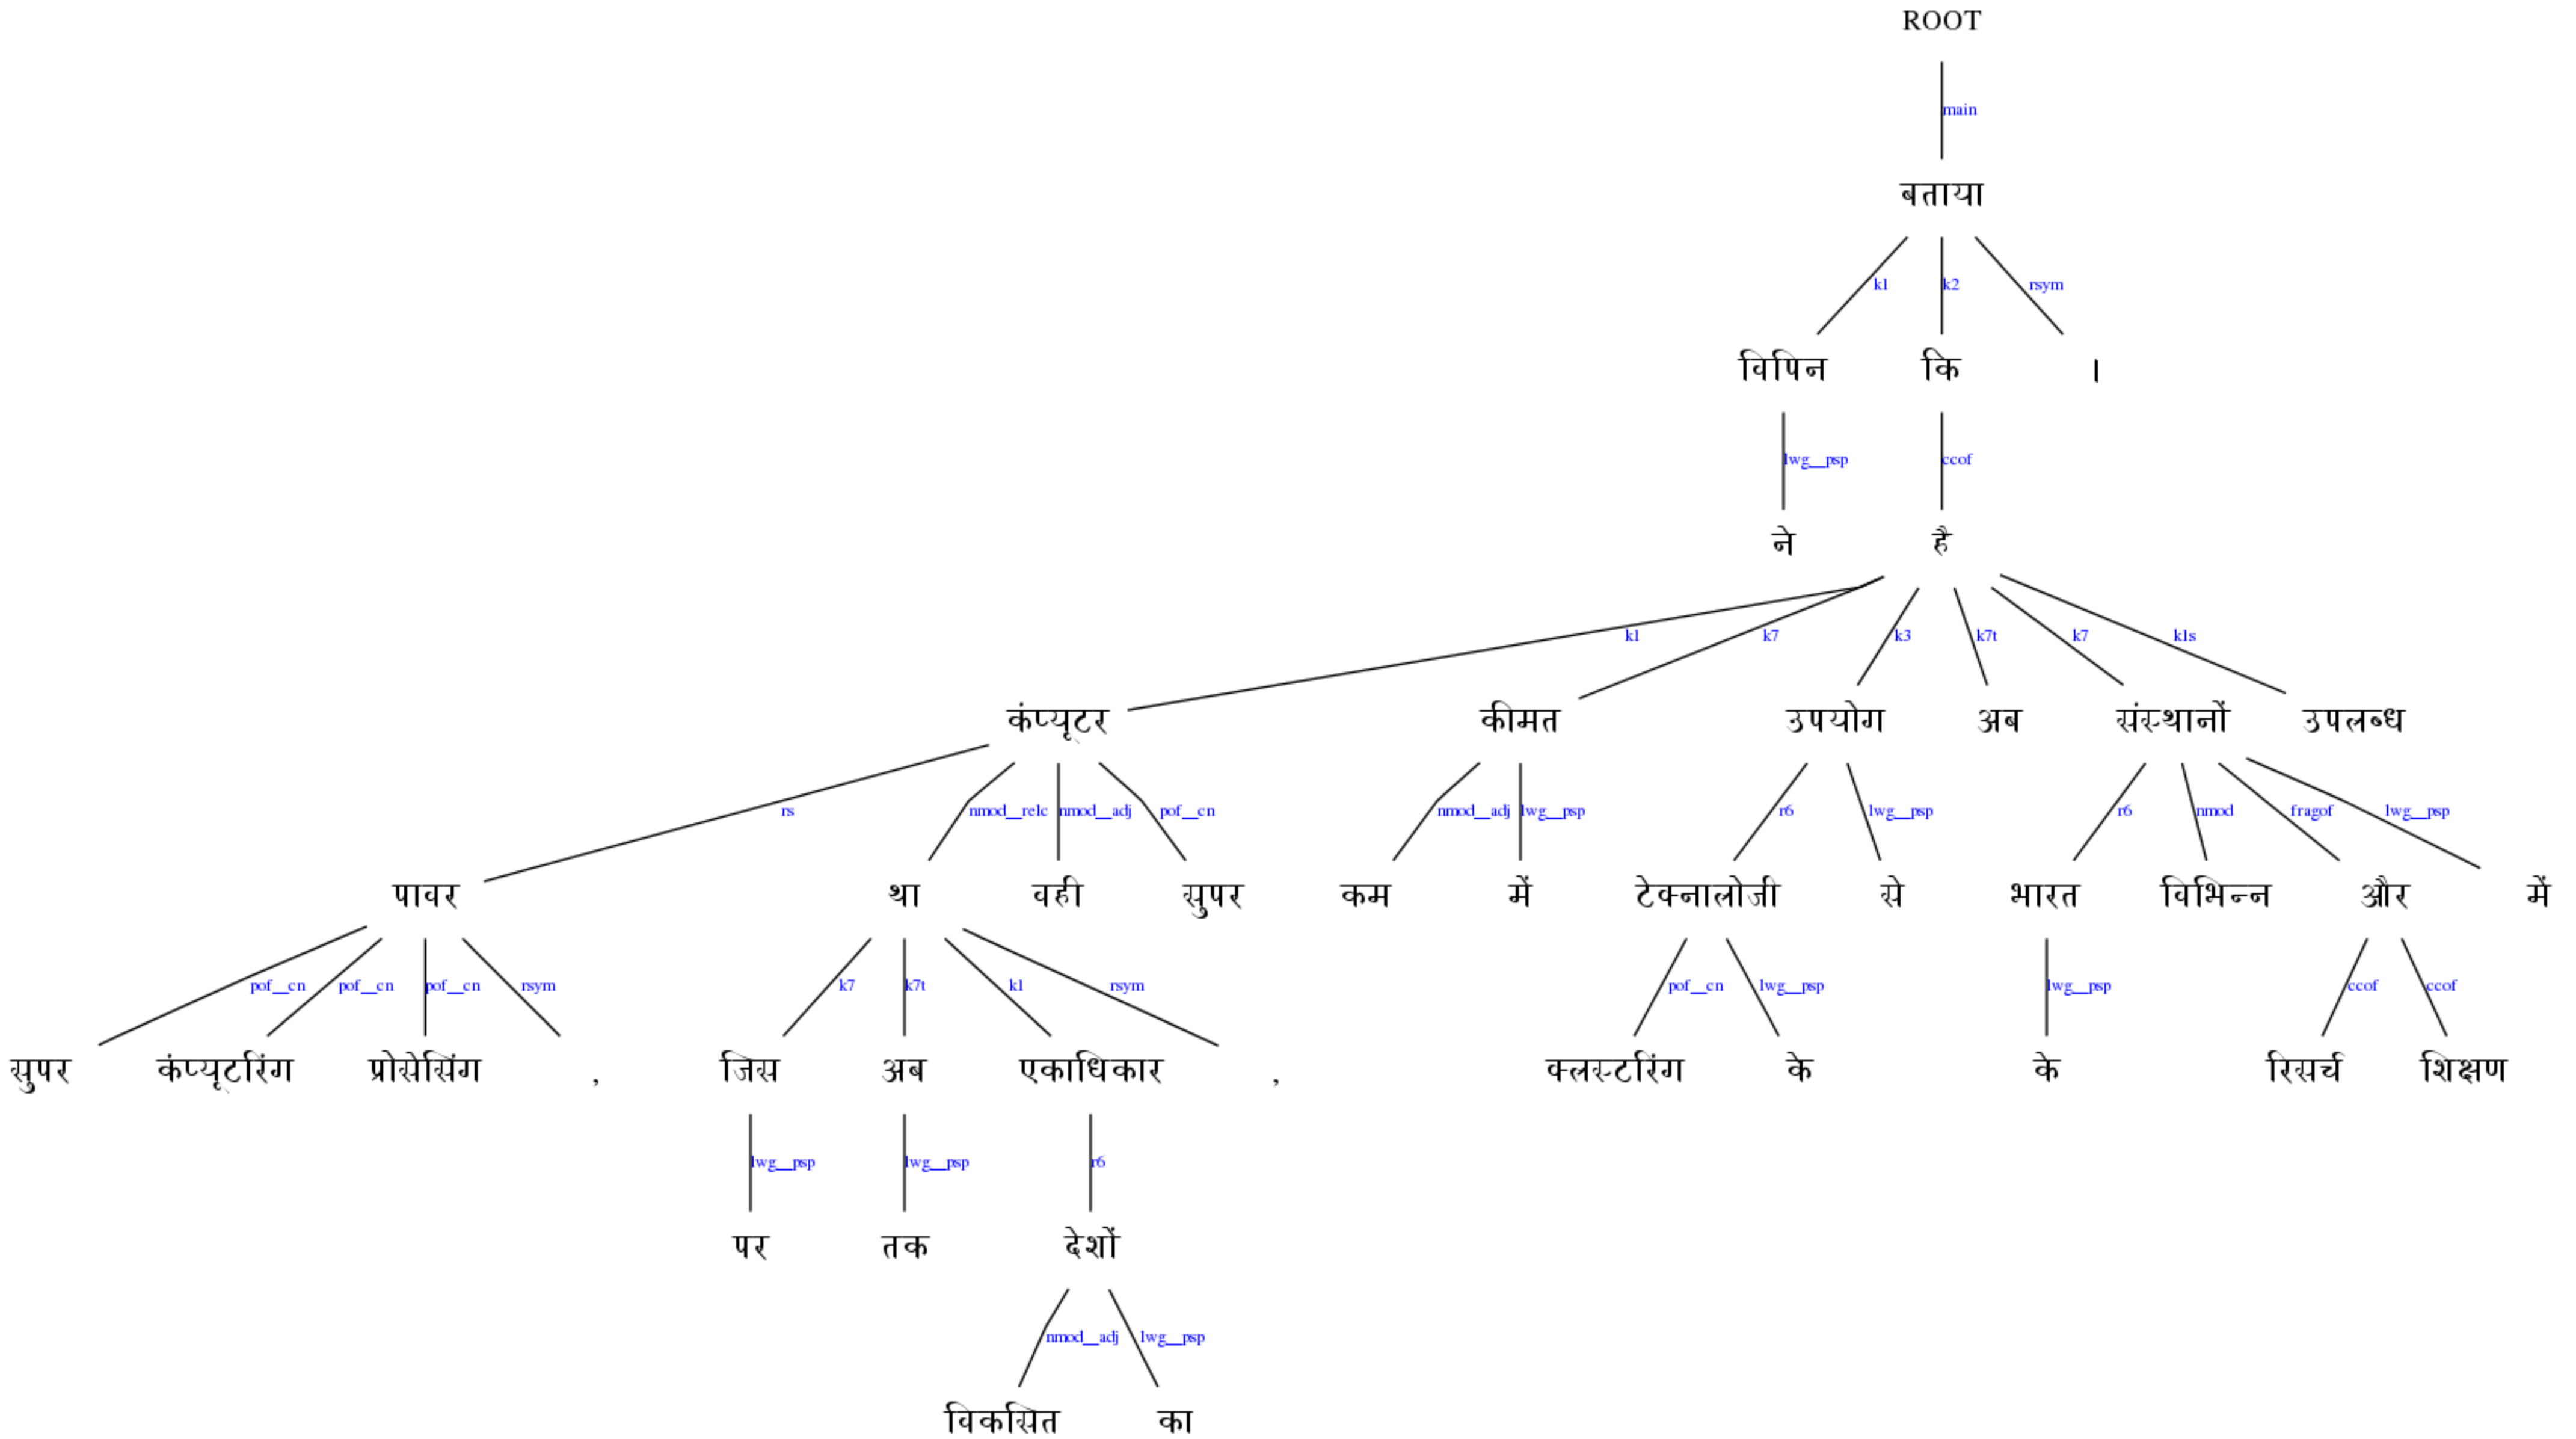 ROOT
main
बताया
k1 k2 rsym
विपिन कि ।
lwg__psp ccof
ने है
k1 k7 k3 k7t k7 k1s
कंप्यूटर कीमत उपयोग अब संस्थानों उपलब्ध
rs nmod__relc nmod__adj pof__cn nmod__adj lwg__psp r6 lwg__psp r6 nmod fragof lwg__psp
पावर था वही सुपर कम में टेक्नालोजी से भारत विभिन्न और में
pof__cn pof__cn pof__cn rsym k7 k7t k1 rsym pof__cn lwg__psp lwg__psp ccof ccof
सुपर कंप्यूटरिंग प्रोसेसिंग , जिस अब एकाधिकार , क्लस्टरिंग के के रिसर्च शिक्षण
lwg__psp lwg__psp r6
पर तक देशों
nmod__adj lwg__psp
विकसित का